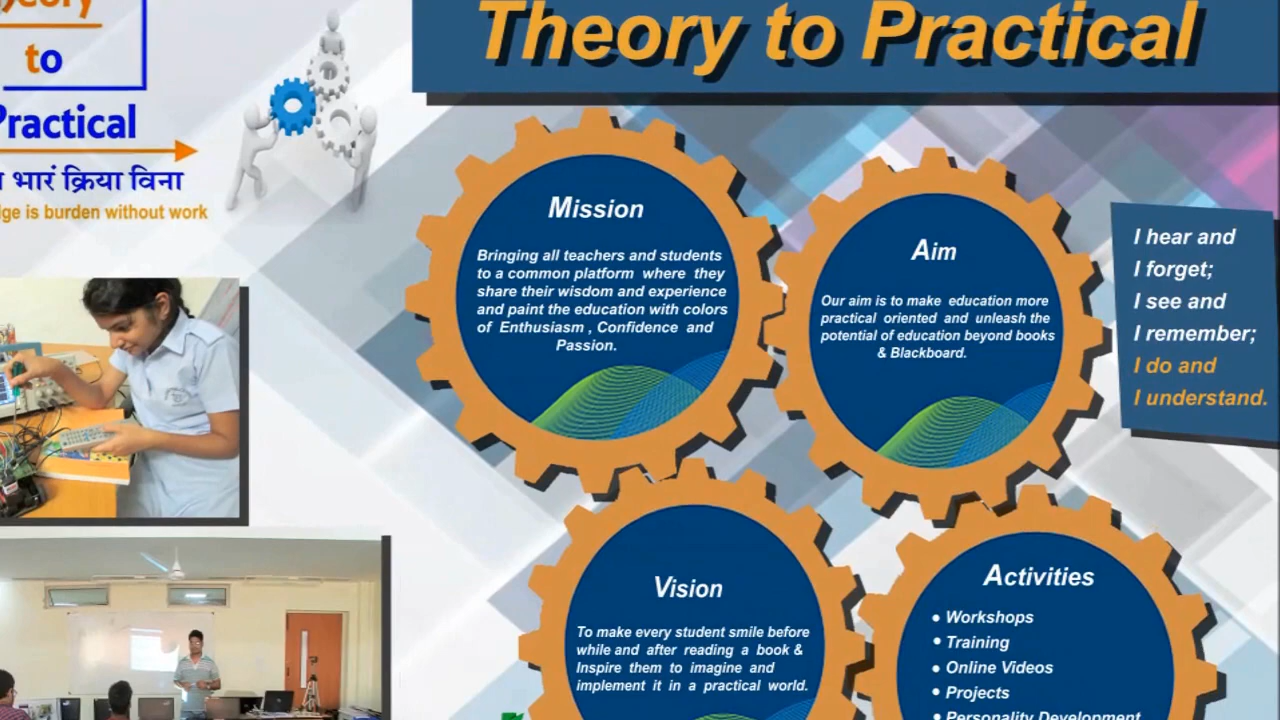 to
Practical
भारं क्रिया विना
is burden without work
Theory to Practical
Mission
Bringing all teachers and students
to a common platform where they
share their wisdom and experience
and paint the education with colors
of Enthusiasm , Confidence and
Passion.
Aim
Our aim is to make education more
practical oriented and unleash the
potential of education beyond books
& Blackboard.
I hear and
I forget;
I see and
I remember;
I do and
I understand.
Vision
To make every student smile before
while and after reading a book &
Inspire them to imagine and
implement it in a practical world.
Activities
• Workshops
• Training
• Online Videos
• Projects
• Personality Development